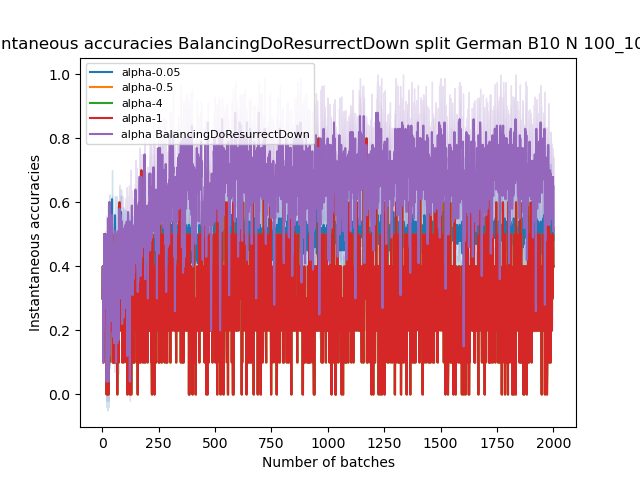 ntaneous accuracies BalancingDoResurrectDown split German B10 N 100_10
alpha-0.05
alpha-0.5
alpha-4
alpha-1
alpha BalancingDoResurrectDown
Instantaneous accuracies
1.0
0.8
0.6
0.4
0.2
0.0
0 250 500 750 1000 1250 1500 1750 2000
Number of batches